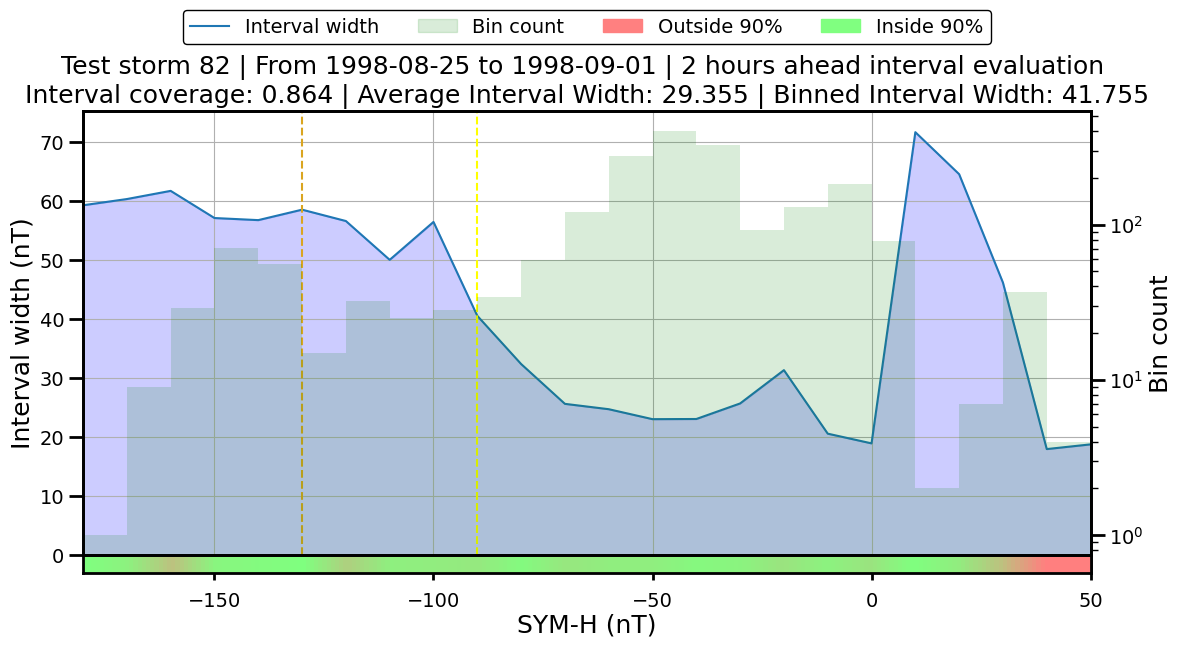 Interval width Bin count Outside 90% Inside 90%
Test storm 82 | From 1998-08-25 to 1998-09-01 | 2 hours ahead interval evaluation
Interval coverage: 0.864 | Average Interval Width: 29.355 | Binned Interval Width: 41.755
Interval width (nT)
70
60
50
40
30
20
10
0
10²
10¹
10⁰
Bin count
−150 −100 −50 0 50
SYM-H (nT)